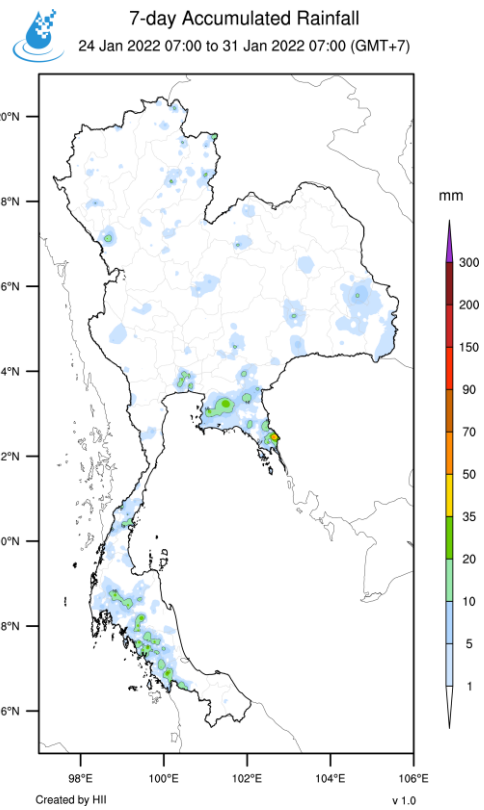 7-day Accumulated Rainfall
24 Jan 2022 07:00 to 31 Jan 2022 07:00 (GMT+7)
mm
300
200
150
90
70
50
35
20
10
5
1
0°N
8°N
6°N
4°N
2°N
0°N
8°N
6°N
98°E 100°E 102°E 104°E 106°E
Created by HII
v 1.0